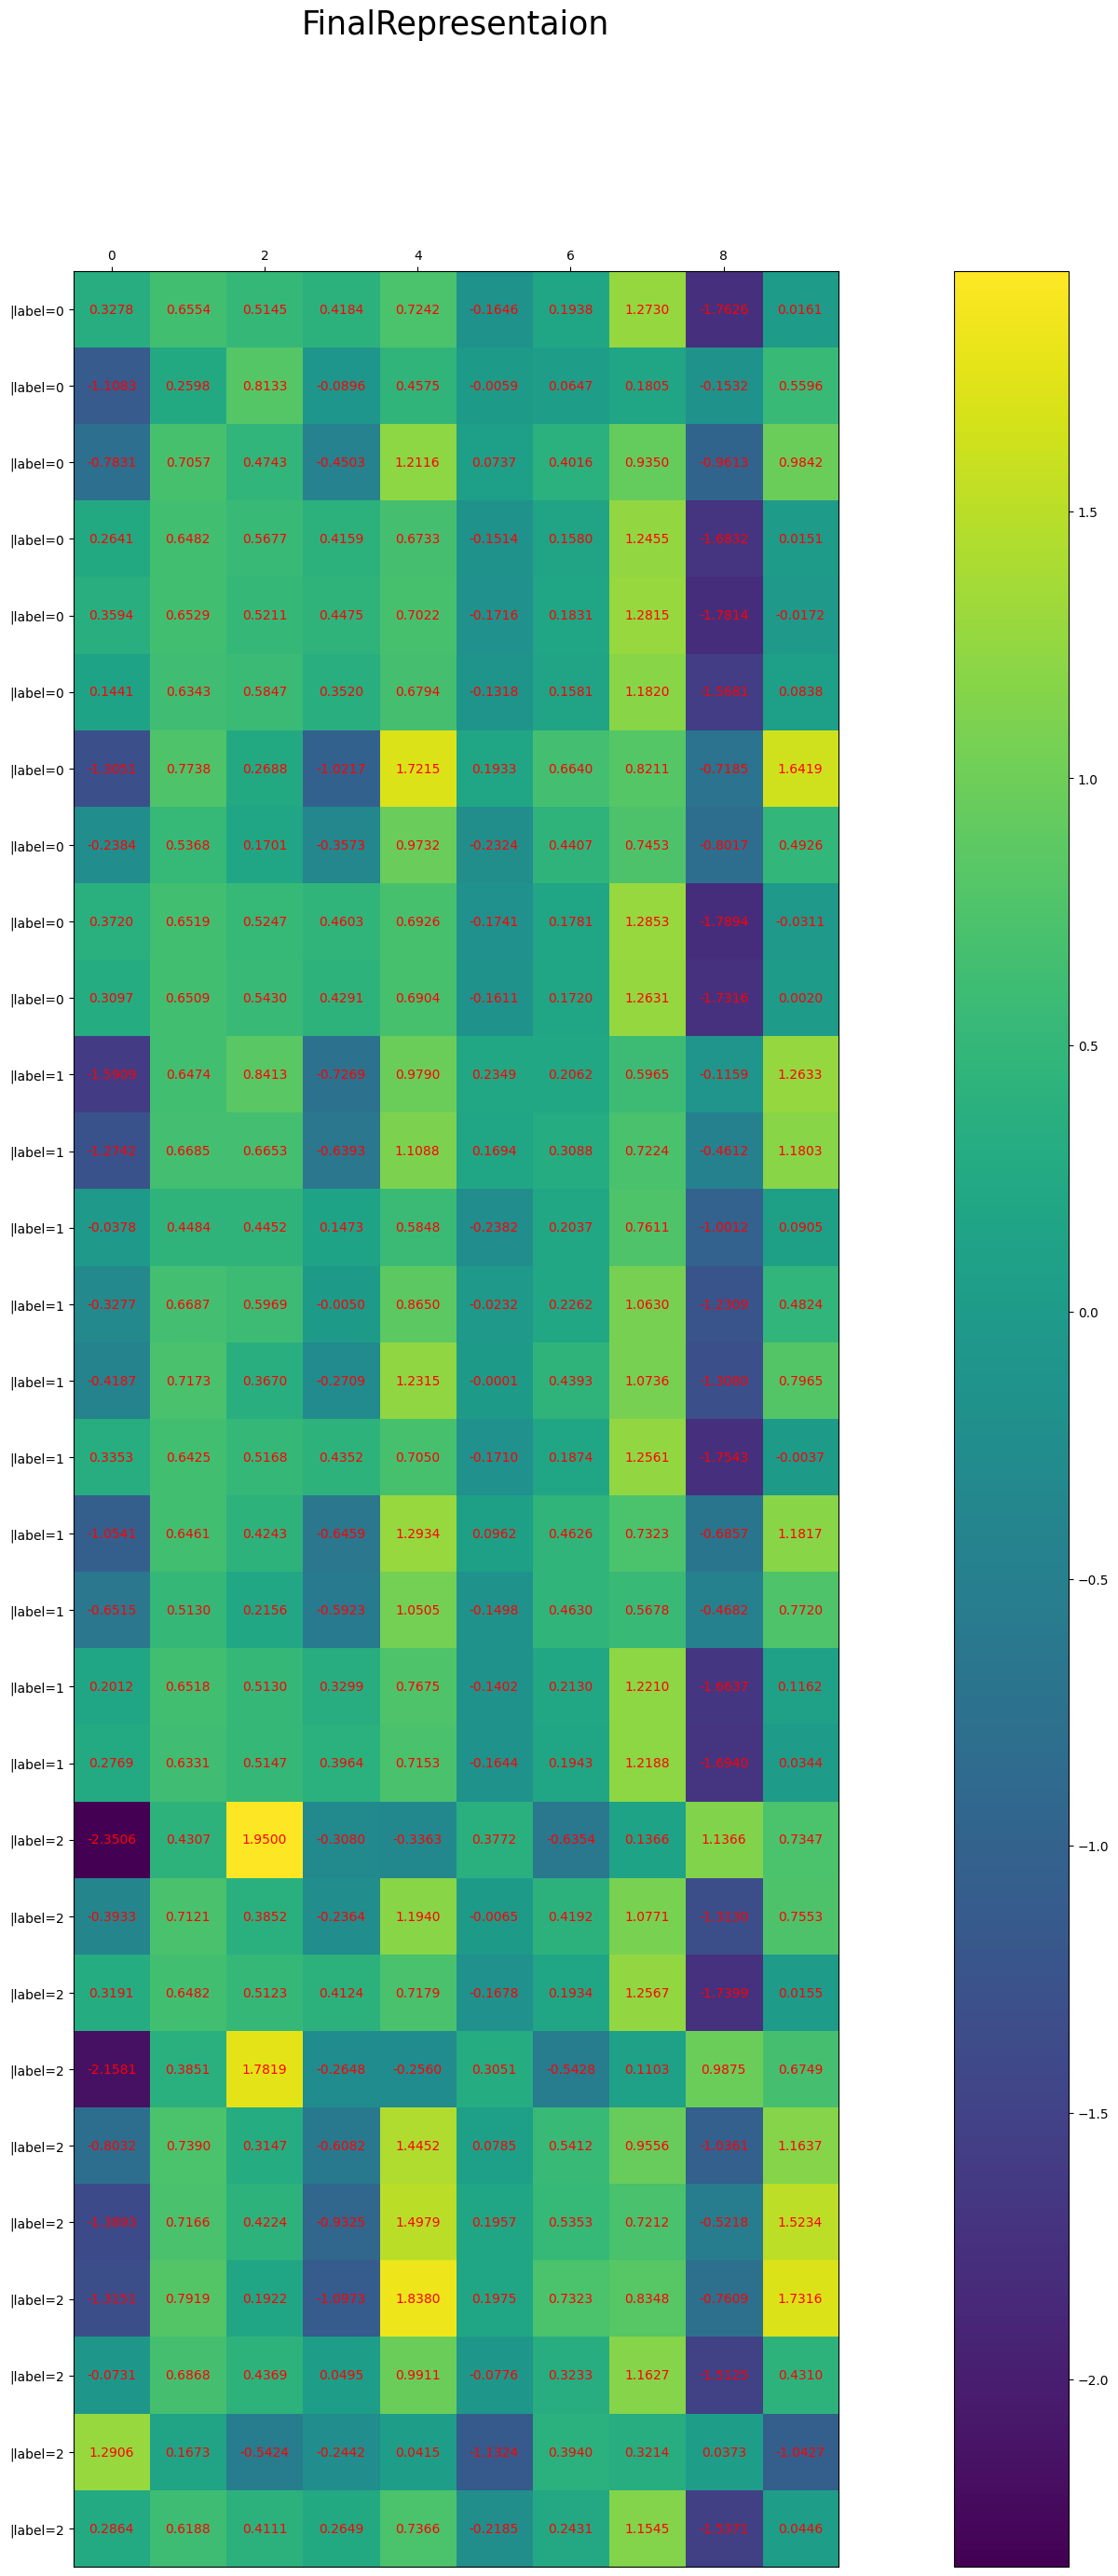 FinalRepresentaion
0 2 4 6 8
|label=0 0.3278 0.6554 0.5145 0.4184 0.7242 -0.1646 0.1938 1.2730 -1.7626 0.0161
|label=0 -1.1083 0.2598 0.8133 -0.0896 0.4575 -0.0059 0.0647 0.1805 -0.1532 0.5596
|label=0 -0.7831 0.7057 0.4743 -0.4503 1.2116 0.0737 0.4016 0.9350 -0.9613 0.9842
|label=0 0.2641 0.6482 0.5677 0.4159 0.6733 -0.1514 0.1580 1.2455 -1.6832 0.0151
|label=0 0.3594 0.6529 0.5211 0.4475 0.7022 -0.1716 0.1831 1.2815 -1.7814 -0.0172
|label=0 0.1441 0.6343 0.5847 0.3520 0.6794 -0.1318 0.1581 1.1820 0.0838
|label=0 0.7738 0.2688 -1.0217 1.7215 0.1933 0.6640 0.8211 -0.7185 1.6419
|label=0 -0.2384 0.5368 0.1701 -0.3573 0.9732 -0.2324 0.4407 0.7453 -0.8017 0.4926
|label=0 0.3720 0.6519 0.5247 0.4603 0.6926 -0.1741 0.1781 1.2853 -1.7894 -0.0311
|label=0 0.3097 0.6509 0.5430 0.4291 0.6904 -0.1611 0.1720 1.2631 -1.7316 0.0020
|label=1 -1.5909 0.6474 0.8413 -0.7269 0.9790 0.2349 0.2062 0.5965 -0.1159 1.2633
|label=1 -1.2742 0.6685 0.6653 -0.6393 1.1088 0.1694 0.3088 0.7224 -0.4612 1.1803
|label=1 -0.0378 0.4484 0.4452 0.1473 0.5848 -0.2382 0.2037 0.7611 -1.0012 0.0905
|label=1 -0.3277 0.6687 0.5969 -0.0050 0.8650 -0.0232 0.2262 1.0630 0.4824
|label=1 -0.4187 0.7173 0.3670 -0.2709 1.2315 -0.0001 0.4393 1.0736 0.7965
|label=1 0.3353 0.6425 0.5168 0.4352 0.7050 -0.1710 0.1874 1.2561 -1.7543 -0.0037
|label=1 -1.0541 0.6461 0.4243 -0.6459 1.2934 0.0962 0.4626 0.7323 -0.6857 1.1817
|label=1 -0.6515 0.5130 0.2156 -0.5923 1.0505 -0.1498 0.4630 0.5678 -0.4682 0.7720
|label=1 0.2012 0.6518 0.5130 0.3299 0.7675 -0.1402 0.2130 1.2210 -1.6637 0.1162
|label=1 0.2769 0.6331 0.5147 0.3964 0.7153 -0.1644 0.1943 1.2188 -1.6940 0.0344
|label=2 -2.3506 0.4307 1.9500 -0.3080 -0.3363 0.3772 -0.6354 0.1366 1.1366 0.7347
|label=2 -0.3933 0.7121 0.3852 -0.2364 1.1940 -0.0065 0.4192 1.0771 0.7553
|label=2 0.3191 0.6482 0.5123 0.4124 0.7179 -0.1678 0.1934 1.2567 -1.7399 0.0155
|label=2 -2.1581 0.3851 1.7819 -0.2648 -0.2560 0.3051 -0.5428 0.1103 0.9875 0.6749
|label=2 -0.8032 0.7390 0.3147 -0.6082 1.4452 0.0785 0.5412 0.9556 -1.0361 1.1637
|label=2 0.7166 0.4224 -0.9325 1.4979 0.1957 0.5353 0.7212 -0.5218 1.5234
|label=2 0.7919 0.1922 -1.0973 1.8380 0.1975 0.7323 0.8348 -0.7609 1.7316
|label=2 -0.0731 0.6868 0.4369 0.0495 0.9911 -0.0776 0.3233 1.1627 0.4310
|label=2 1.2906 0.1673 -0.5424 -0.2442 0.0415 -1.1324 0.3940 0.3214 0.0373 -1.0427
|label=2 0.2864 0.6188 0.4111 0.2649 0.7366 -0.2185 0.2431 1.1545 0.0446
1.5
1.0
0.5
0.0
−0.5
−1.0
−1.5
−2.0